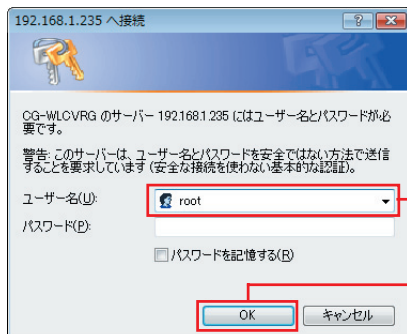 192.168.1.235 へ接続
CG-WLCVRG のサーバー 192.168.1.235 にはユーザー名とパスワードが必
要です。
警告: このサーバーは、ユーザー名とパスワードを安全ではない方法で送信
することを要求しています (安全な接続を使わない基本的な認証)。
ユーザー名(U):
root
パスワード(P):
パスワードを記憶する(R)
OK
キャンセル